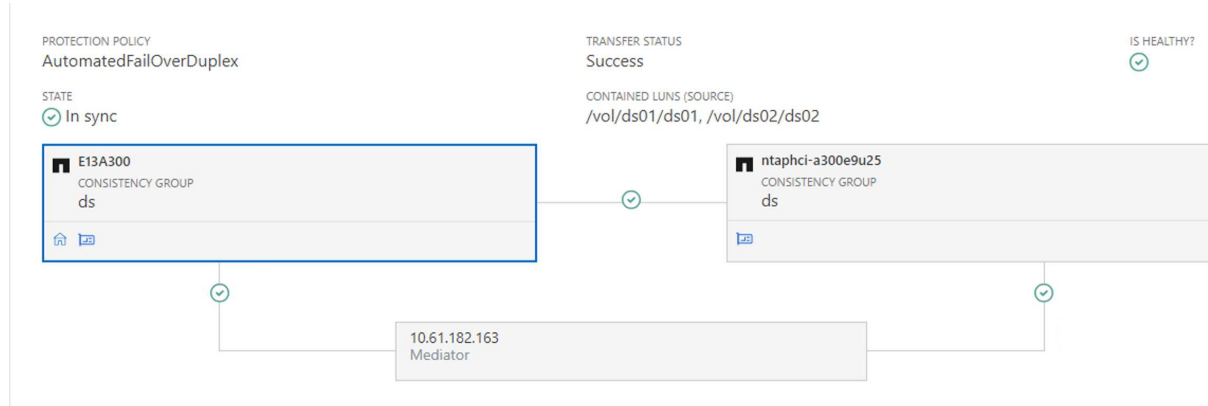 PROTECTION POLICY
AutomatedFailOverDuplex
TRANSFER STATUS
Success
IS HEALTHY?
STATE
In sync
CONTAINED LUNS (SOURCE)
/vol/ds01/ds01, /vol/ds02/ds02
E13A300
CONSISTENCY GROUP
ds
ntaphci-a300e9u25
CONSISTENCY GROUP
ds
10.61.182.163
Mediator